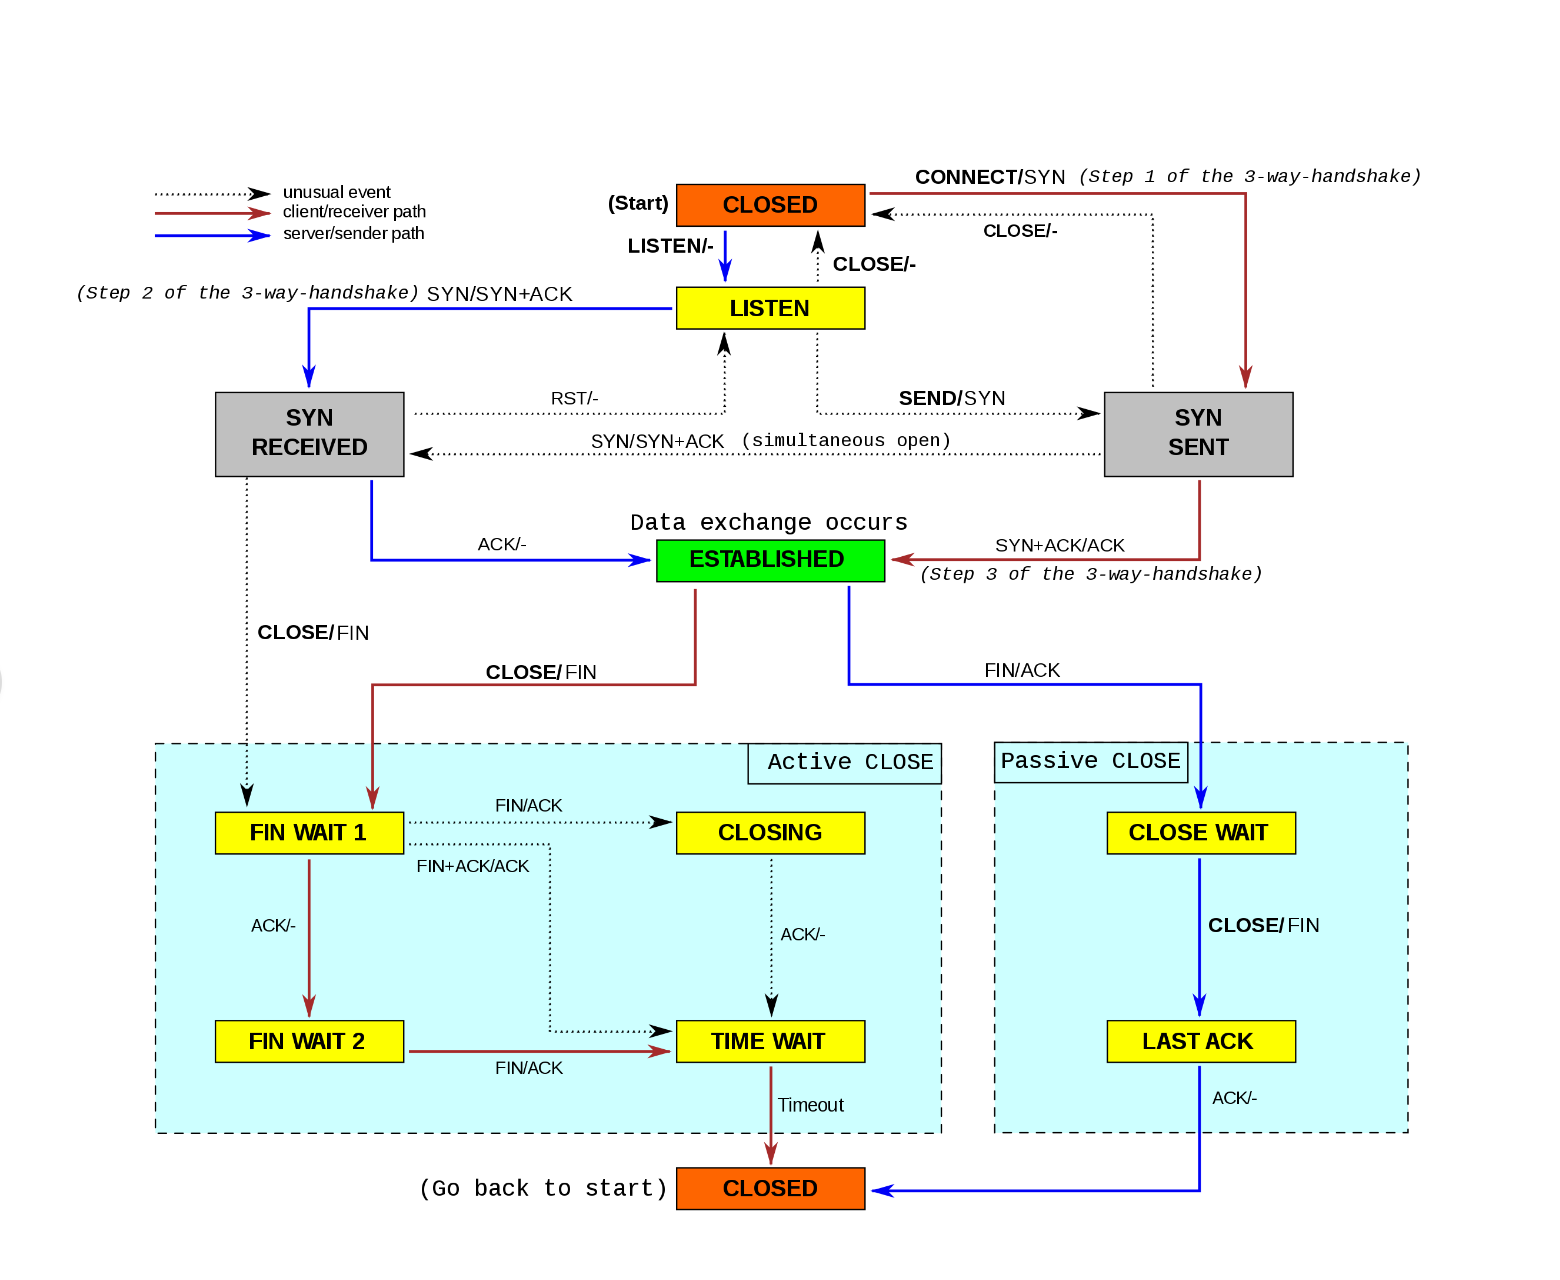 CONNECT/SYN (Step 1 of the 3-way-handshake)
unusual event
client/receiver path
server/sender path
(Start)
CLOSED
CLOSE/-
LISTEN/-
CLOSE/-
(Step 2 of the 3-way-handshake) SYN/SYN+ACK
LISTEN
RST/-
SEND/SYN
SYN
RECEIVED
SYN
SENT
SYN/SYN+ACK (simultaneous open)
Data exchange occurs
ACK/-
ESTABLISHED
SYN+ACK/ACK
(Step 3 of the 3-way-handshake)
CLOSE/FIN
CLOSE/FIN
FIN/ACK
Active CLOSE
Passive CLOSE
FIN/ACK
FIN WAIT 1
CLOSING
CLOSE WAIT
FIN+ACK/ACK
ACK/-
ACK/-
CLOSE/FIN
FIN WAIT 2
TIME WAIT
LAST ACK
FIN/ACK
Timeout
ACK/-
(Go back to start)
CLOSED